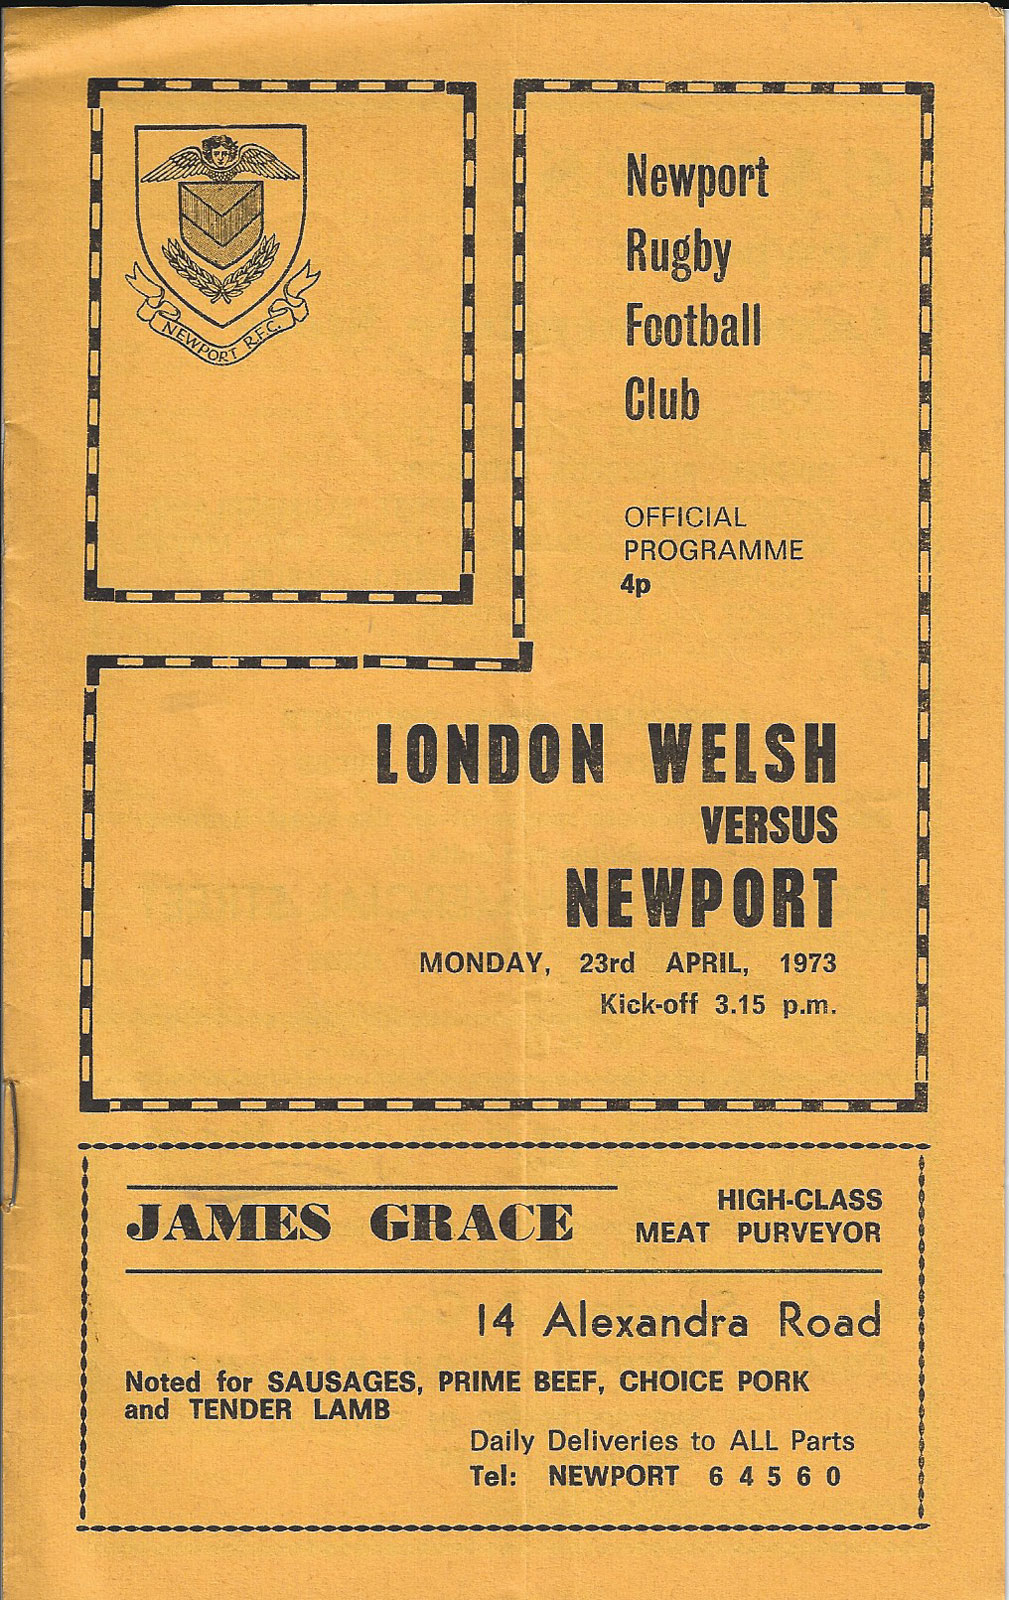 NEWPORT R.F.C.
Newport
Rugby
Football
Club
OFFICIAL
PROGRAMME
4p
LONDON WELSH
VERSUS
NEWPORT
MONDAY, 23rd APRIL, 1973
Kick-off 3.15 p.m.
JAMES GRACE
HIGH-CLASS
MEAT PURVEYOR
14 Alexandra Road
Noted for SAUSAGES, PRIME BEEF, CHOICE PORK
and TENDER LAMB
Daily Deliveries to ALL Parts
Tel: NEWPORT 6 4 5 6 0